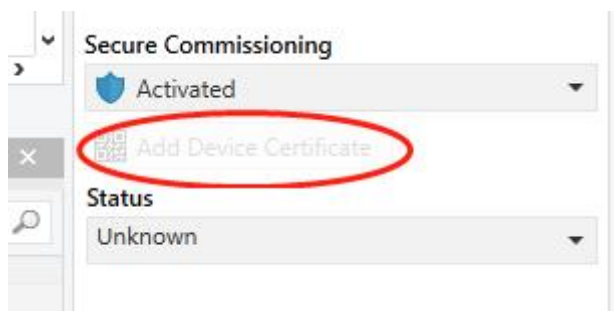 Secure Commissioning
Activated
Add Device Certificate
Status
Unknown